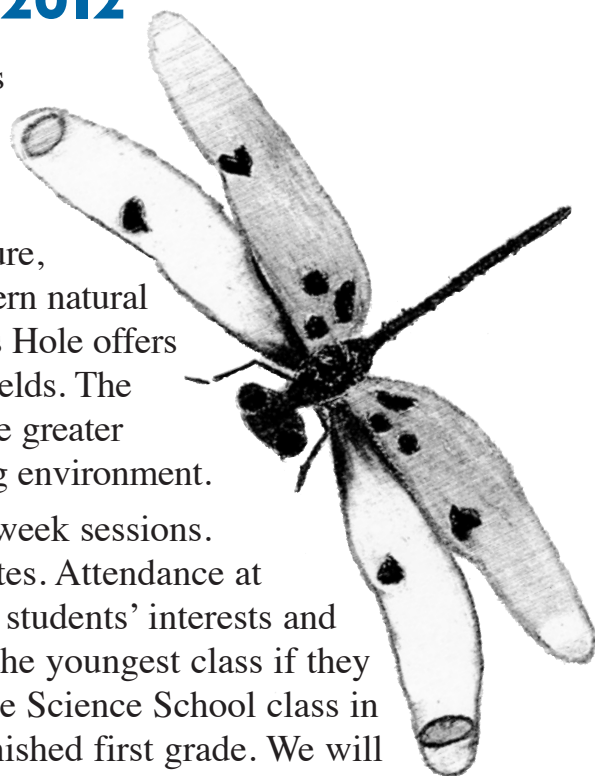 2012
s
ure,
ern natural
s Hole offers
elds. The
e greater
g environment.
week sessions.
tes. Attendance at
students’ interests and
he youngest class if they
e Science School class in
nished first grade. We will